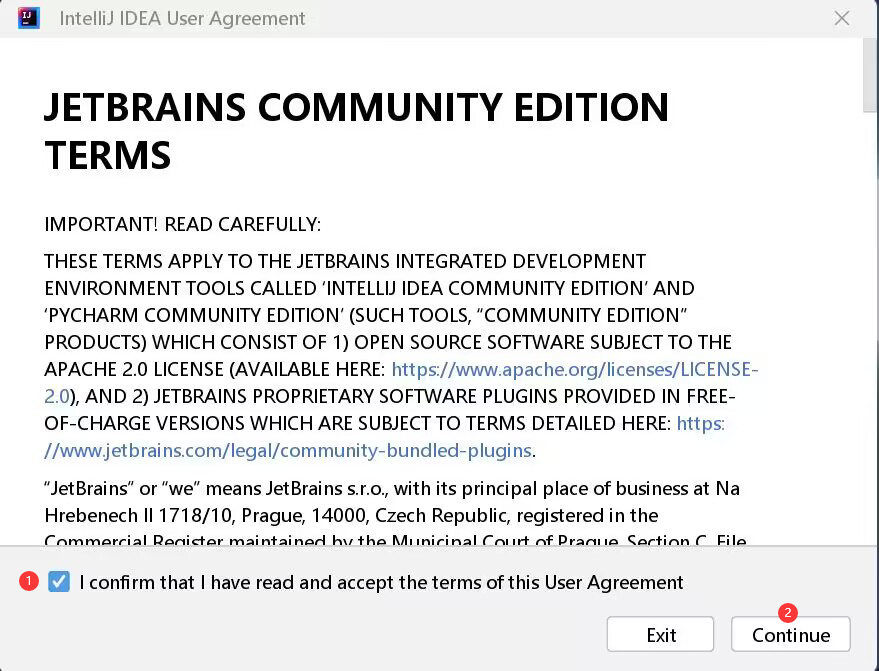 IntelliJ IDEA User Agreement
JETBRAINS COMMUNITY EDITION
TERMS
IMPORTANT! READ CAREFULLY:
THESE TERMS APPLY TO THE JETBRAINS INTEGRATED DEVELOPMENT
ENVIRONMENT TOOLS CALLED ‘INTELLIJ IDEA COMMUNITY EDITION’ AND
‘PYCHARM COMMUNITY EDITION’ (SUCH TOOLS, “COMMUNITY EDITION”
PRODUCTS) WHICH CONSIST OF 1) OPEN SOURCE SOFTWARE SUBJECT TO THE
APACHE 2.0 LICENSE (AVAILABLE HERE: https://www.apache.org/licenses/LICENSE-
2.0), AND 2) JETBRAINS PROPRIETARY SOFTWARE PLUGINS PROVIDED IN FREE-
OF-CHARGE VERSIONS WHICH ARE SUBJECT TO TERMS DETAILED HERE: https:
//www.jetbrains.com/legal/community-bundled-plugins.
“JetBrains” or “we” means JetBrains s.r.o., with its principal place of business at Na
Hrebenech II 1718/10, Prague, 14000, Czech Republic, registered in the
Commercial Register maintained by the Municipal Court of Prague, Section C, File
1 I confirm that I have read and accept the terms of this User Agreement
2
Exit Continue